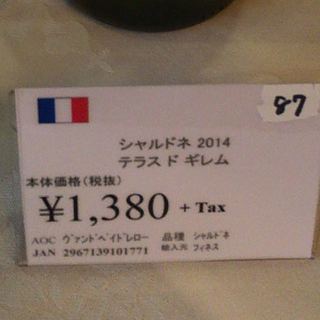 87
シャルドネ 2014
テラス ド ギレム
本体価格(税抜)
¥1,380 + Tax
AOC ヴァンドペイドレロー 品種 シャルドネ
JAN 2967139101771 輸入元 フィネス